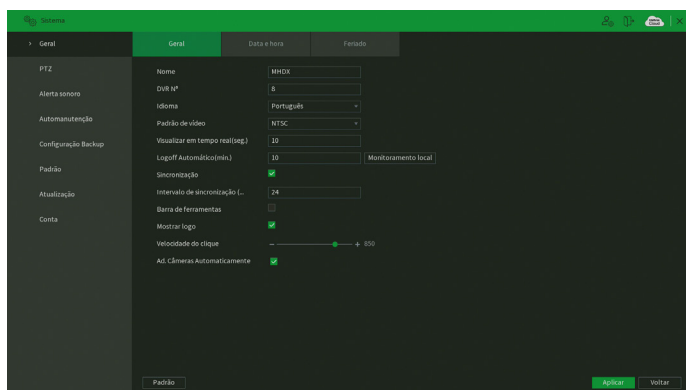 Sistema
Geral
PTZ
Alerta sonoro
Automanutenção
Configuração Backup
Padrão
Atualização
Conta
Geral Data e hora Feriado
Nome MHDX
DVR Nº 8
Idioma Português
Padrão de vídeo NTSC
Visualizar em tempo real(seg.) 10
Logoff Automático(min.) 10 Monitoramento local
Sincronização
Intervalo de sincronização (... 24
Barra de ferramentas
Mostrar logo
Velocidade do clique - + 850
Ad. Câmeras Automaticamente
Padrão Aplicar Voltar